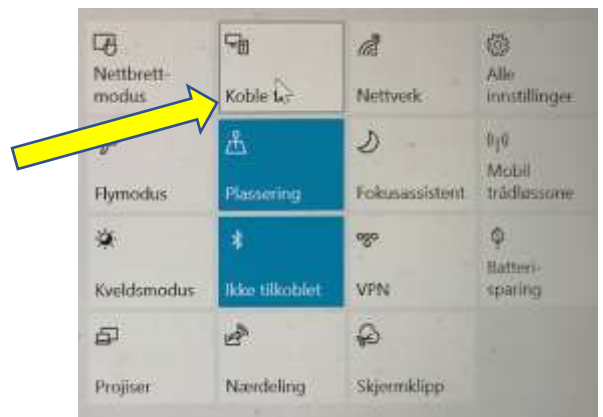 Nettbrett-
modus
Koble
Nettverk
Alle
innstillinger
Flymodus
Plassering
Fokusassistent
Mobil
trådløssone
Kveldsmodus
Ikke tilkoblet
VPN
Batteri-
sparing
Projiser
Nærdeling
Skjermklipp